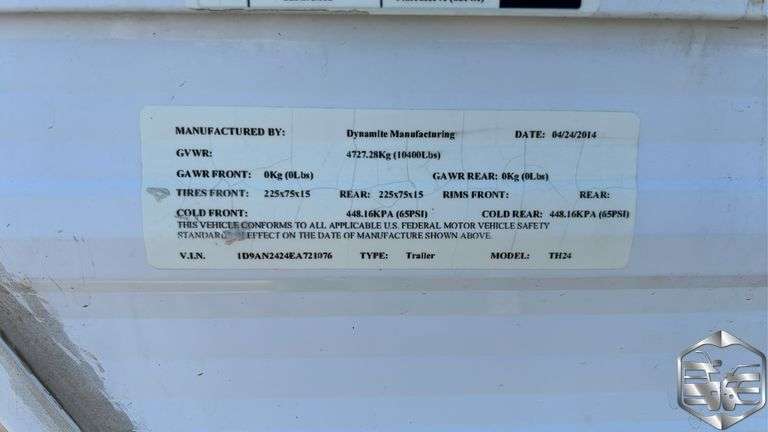 MANUFACTURED BY: Dynamite Manufacturing DATE: 04/24/2014
GVWR: 4727.28Kg (10400Lbs)
GAWR FRONT: 0Kg (0Lbs) GAWR REAR: 0Kg (0Lbs)
TIRES FRONT: 225x75x15 REAR: 225x75x15 RIMS FRONT: REAR:
COLD FRONT: 448.16KPA (65PSI) COLD REAR: 448.16KPA (65PSI)
THIS VEHICLE CONFORMS TO ALL APPLICABLE U.S. FEDERAL MOTOR VEHICLE SAFETY
EFFECT ON THE DATE OF MANUFACTURE SHOWN ABOVE.
V.I.N. 1D9AN2424EA721076 TYPE: Trailer MODEL: TH24